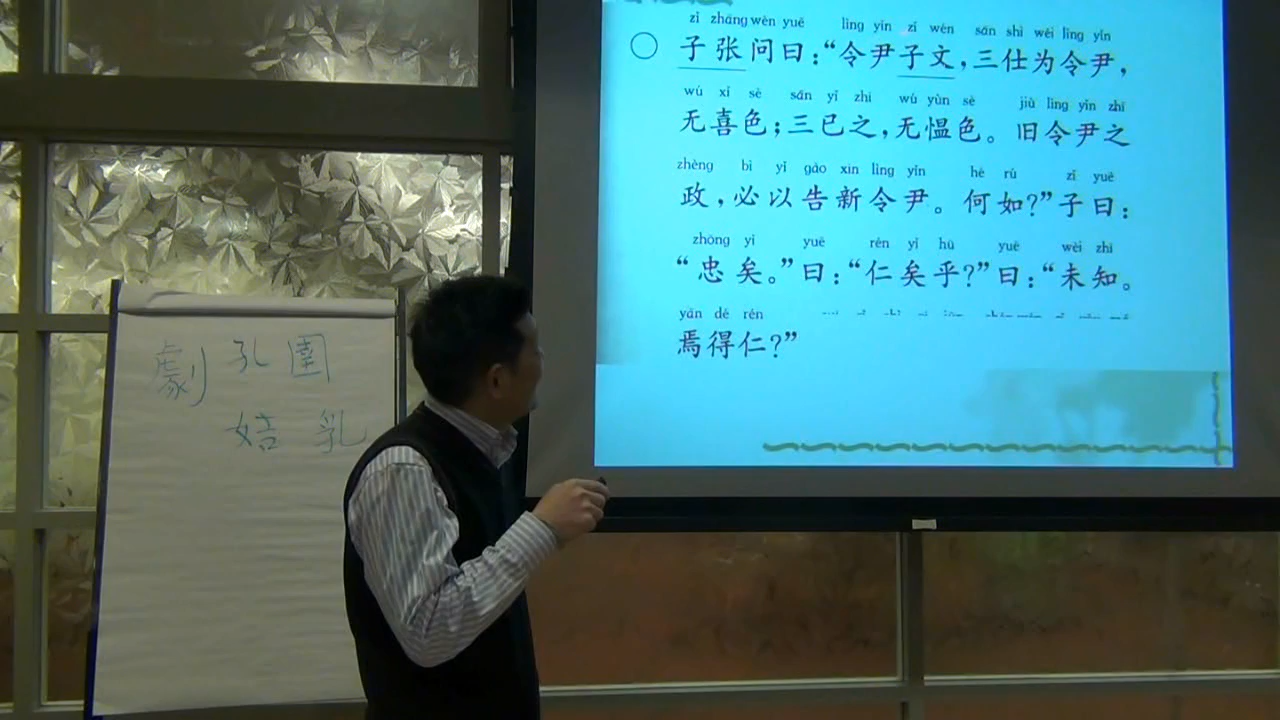 zǐ zhāng wèn yuē lìng yǐn zǐ wén sān shì wéi lìng yǐn
○ 子张问曰：“令尹子文，三仕为令尹，
wú xǐ sè sān yǐ zhī wú yùn sè jiù lìng yǐn zhī
无喜色；三已之，无愠色。旧令尹之
zhèng bì yǐ gào xīn lìng yǐn hé rú zǐ yuē
政，必以告新令尹。何如？”子曰：
zhōng yǐ yuē rén yǐ hū yuē wèi zhī
“忠矣。”曰：“仁矣乎？”曰：“未知。
yān dé rén
焉得仁？”
劇 孔 圉
姞 乳